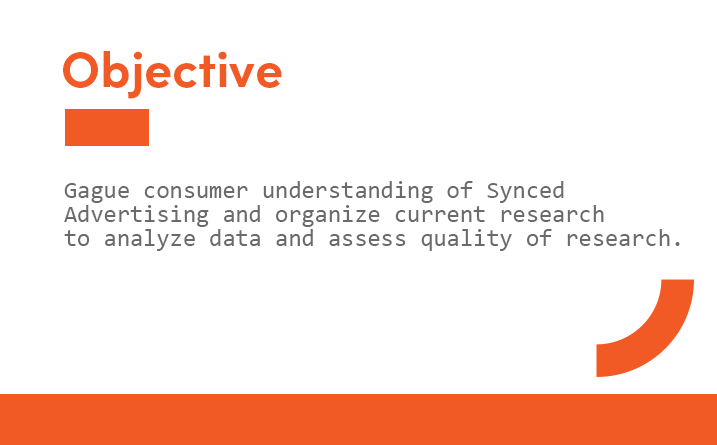 Objective
Gague consumer understanding of Synced
Advertising and organize current research
to analyze data and assess quality of research.